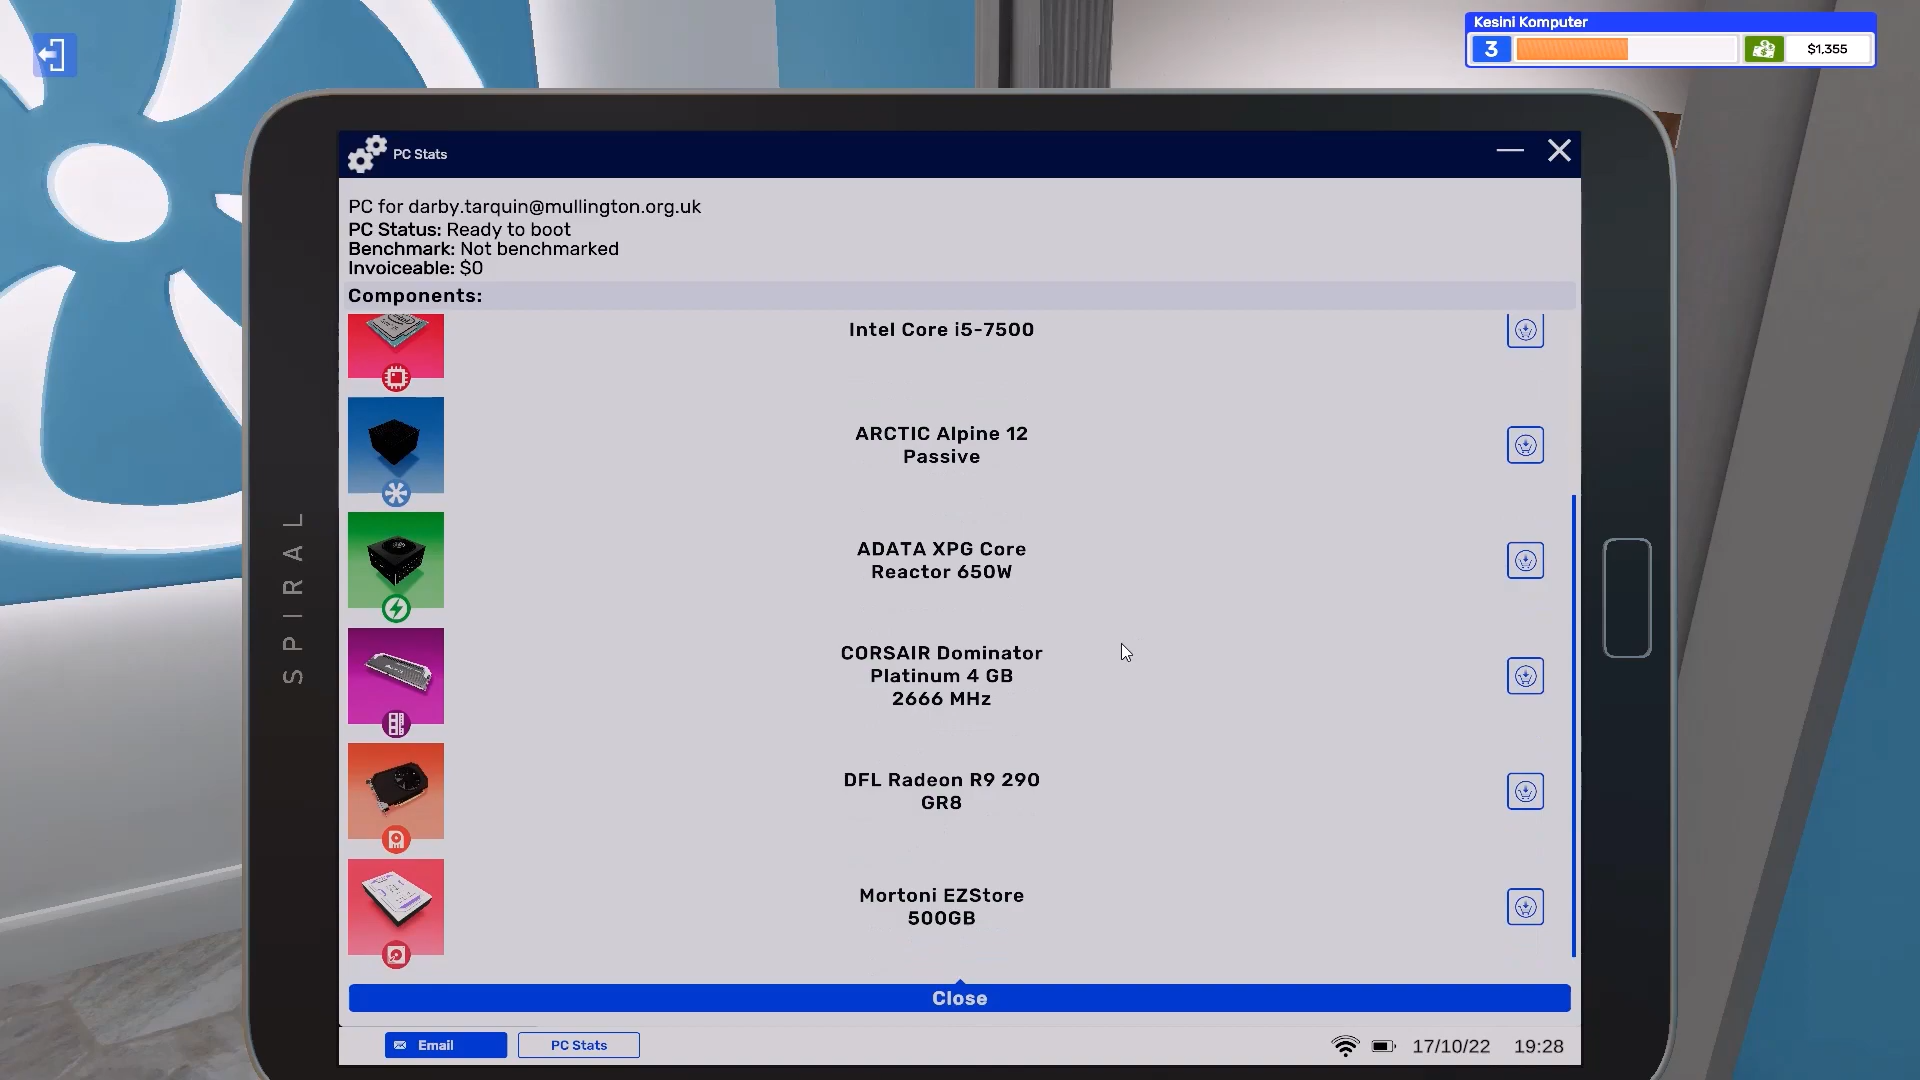 Kesini Komputer
3
$1,355
PC Stats
PC for darby.tarquin@mullington.org.uk
PC Status: Ready to boot
Benchmark: Not benchmarked
Invoiceable: $0
Components:
Intel Core i5-7500
ARCTIC Alpine 12
Passive
ADATA XPG Core
Reactor 650W
CORSAIR Dominator
Platinum 4 GB
2666 MHz
DFL Radeon R9 290
GR8
Mortoni EZStore
500GB
Close
Email
PC Stats
17/10/22
19:28
SPIRAL